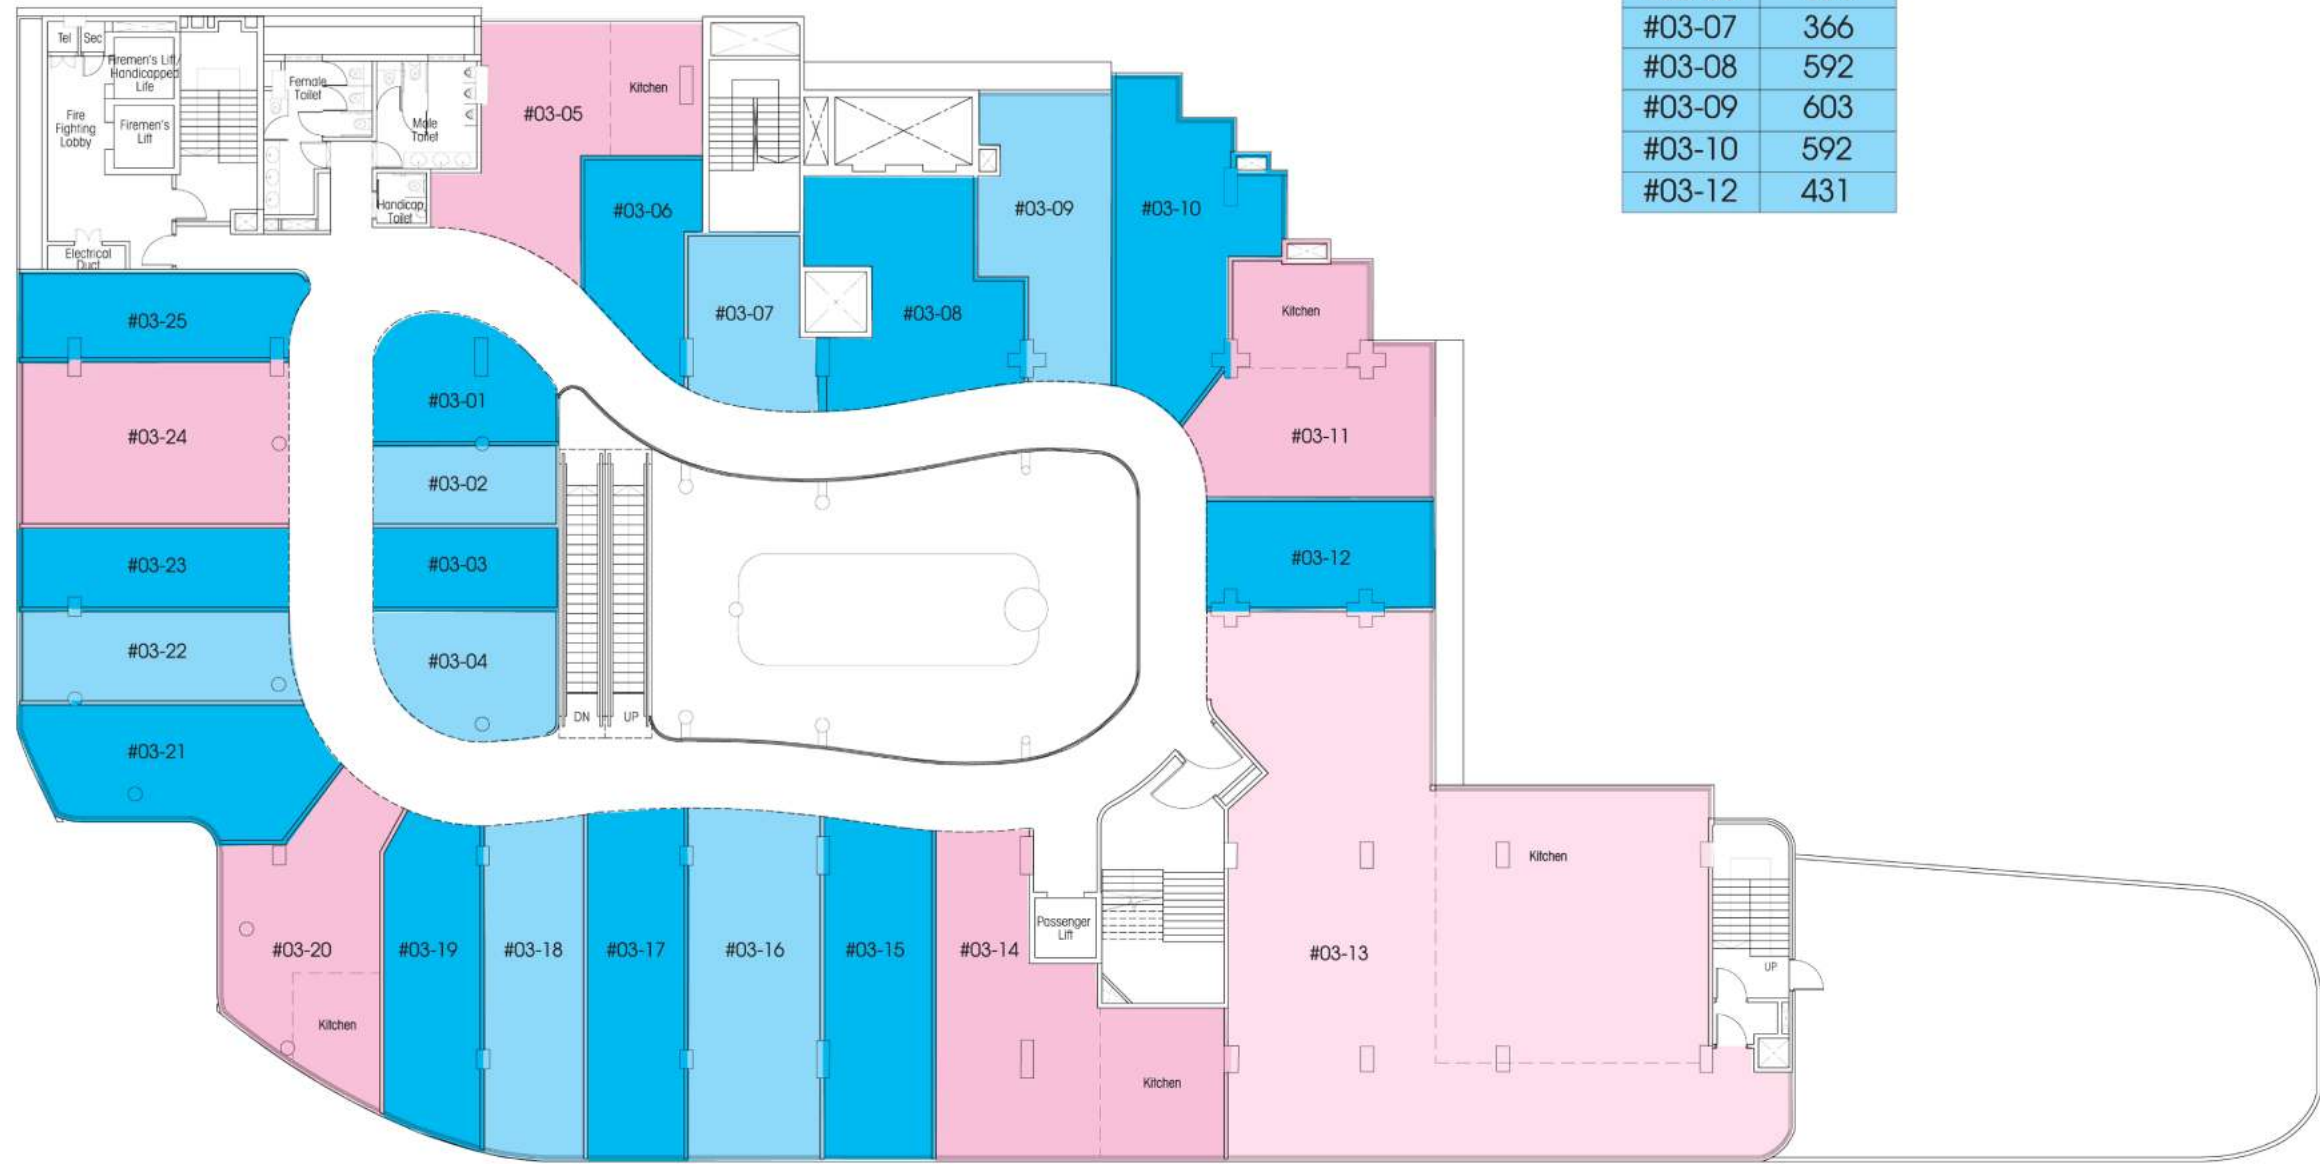 #03-07 366
#03-08 592
#03-09 603
#03-10 592
#03-12 431
Tel Sec
Firemen's Lift/
Handicapped
Life
Fire
Fighting
Lobby
Firemen's
Lift
Female
Toilet
Male
Toilet
Handicap
Toilet
Electrical
Duct
#03-05
Kitchen
#03-06
#03-07
#03-08
#03-09
#03-10
Kitchen
#03-11
#03-12
#03-25
#03-24
#03-23
#03-22
#03-21
#03-01
#03-02
#03-03
#03-04
DN UP
#03-20
Kitchen
#03-19
#03-18
#03-17
#03-16
#03-15
#03-14
Kitchen
Passenger
Lift
#03-13
Kitchen
UP